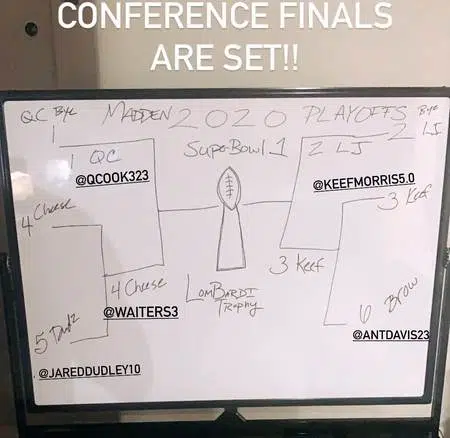 CONFERENCE FINALS
ARE SET!!
QC Bye MADDEN 2020 PLAYOFFS Bye
1 2 LJ
1 QC SuperBowl 1 2 LJ
@QCOOK323 @KEEFMORRIS5.0
4 Cheese 3 Keef
4 Cheese 3 Keef
@WAITERS3 LOMBARDI
TROPHY
5 Dudz 6 Brow
@ANTDAVIS23
@JAREDDUDLEY10